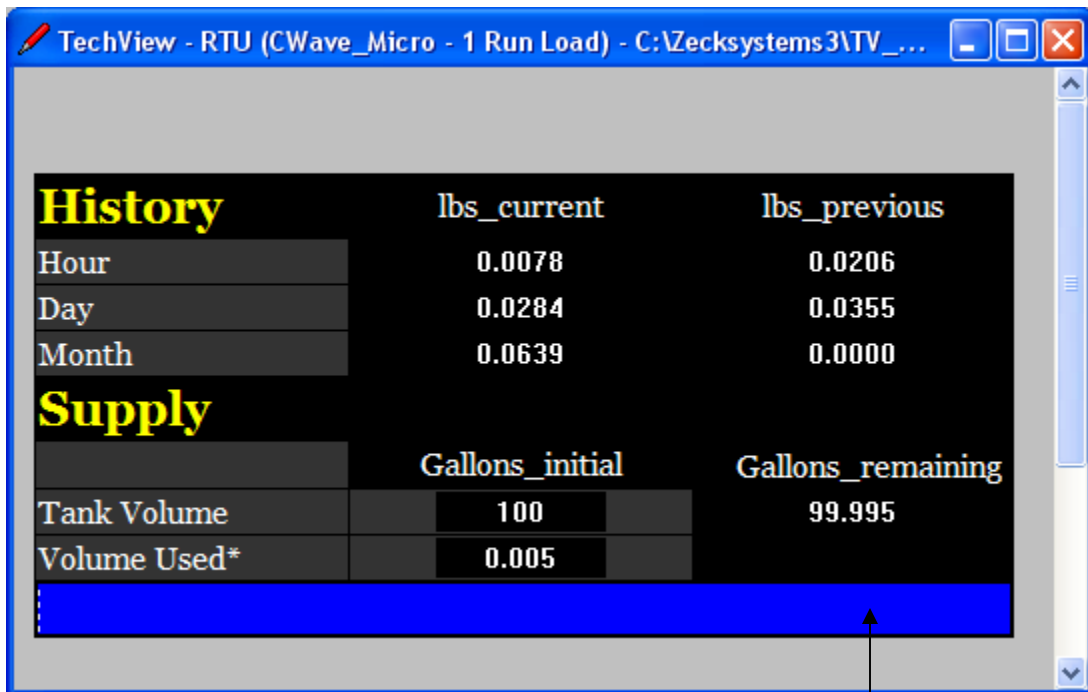 TechView - RTU (CWave_Micro - 1 Run Load) - C:\Zecksystems3\TV_...
History lbs_current lbs_previous
Hour 0.0078 0.0206
Day 0.0284 0.0355
Month 0.0639 0.0000
Supply
Gallons_initial Gallons_remaining
Tank Volume 100 99.995
Volume Used* 0.005